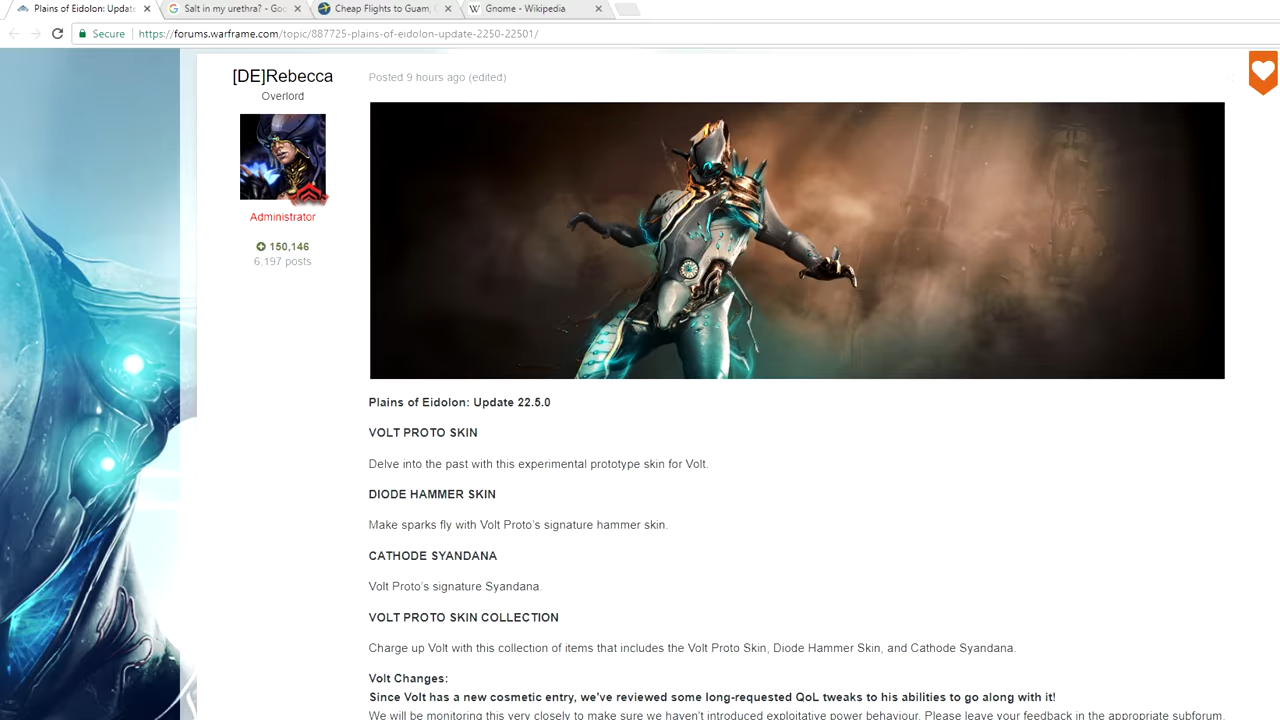 Plains of Eidolon: Updat
Salt in my urethra? - Goo
Cheap Flights to Guam,
Gnome - Wikipedia
Secure
https://forums.warframe.com/topic/887725-plains-of-eidolon-update-2250-22501/
[DE]Rebecca
Overlord
Administrator
150,146
6,197 posts
Posted 9 hours ago (edited)
Plains of Eidolon: Update 22.5.0
VOLT PROTO SKIN
Delve into the past with this experimental prototype skin for Volt.
DIODE HAMMER SKIN
Make sparks fly with Volt Proto's signature hammer skin.
CATHODE SYANDANA
Volt Proto's signature Syandana.
VOLT PROTO SKIN COLLECTION
Charge up Volt with this collection of items that includes the Volt Proto Skin, Diode Hammer Skin, and Cathode Syandana.
Volt Changes:
Since Volt has a new cosmetic entry, we've reviewed some long-requested QoL tweaks to his abilities to go along with it!
We will be monitoring this very closely to make sure we haven't introduced exploitative power behaviour. Please leave your feedback in the appropriate subforum.